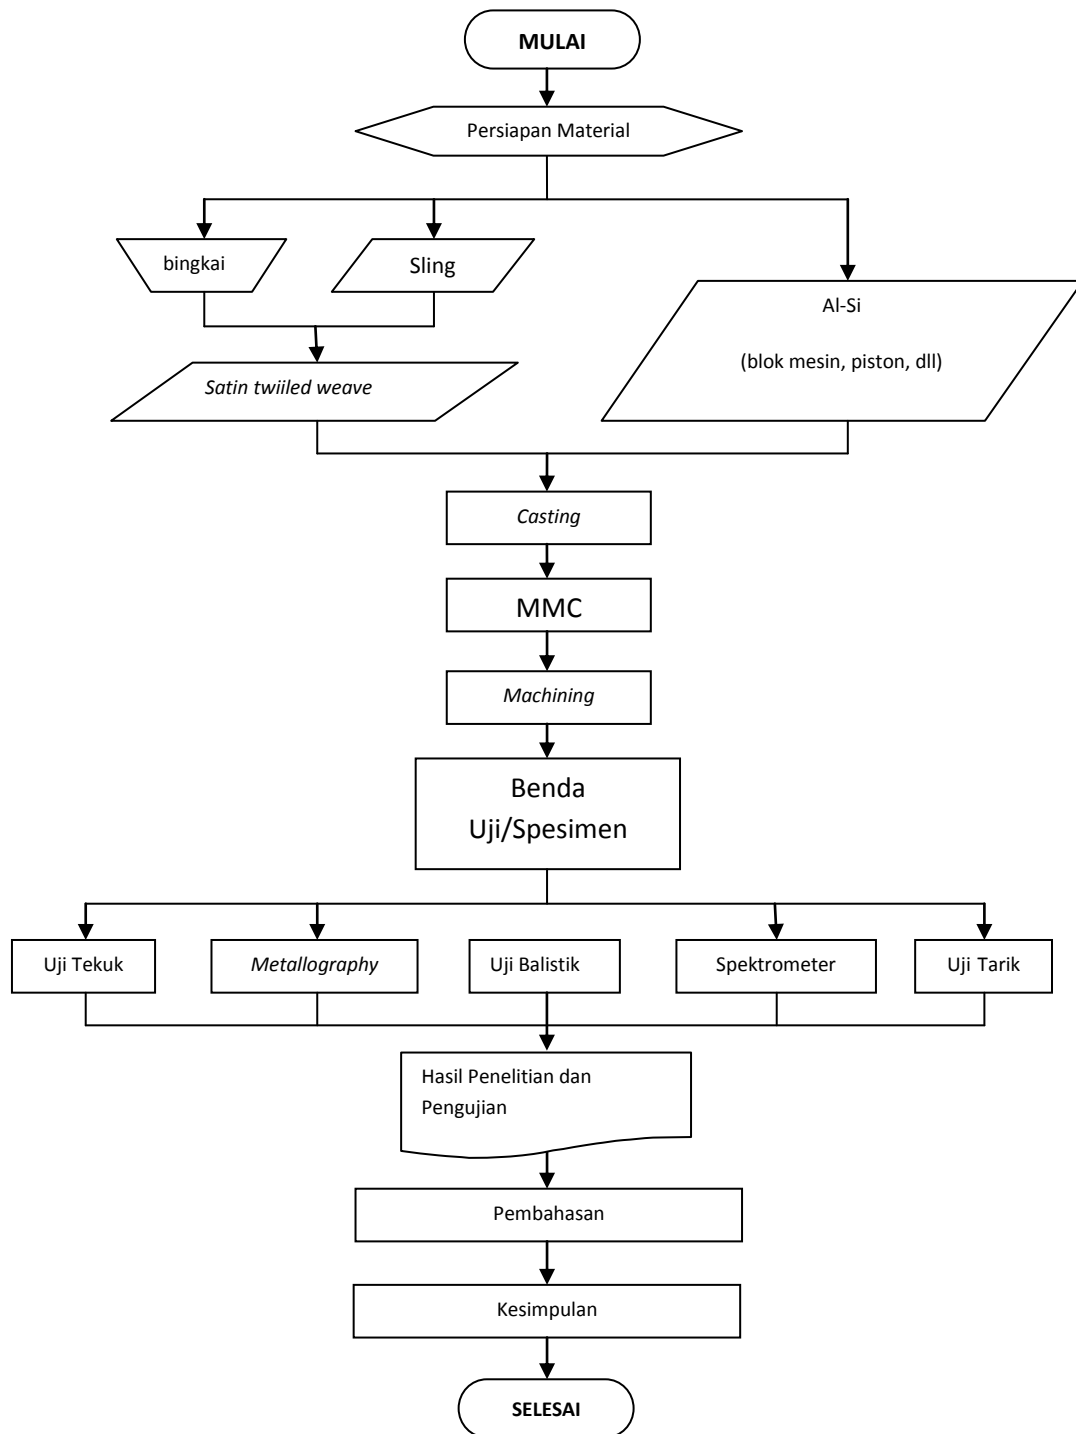 MULAI
Persiapan Material
bingkai
Sling
Al-Si
(blok mesin, piston, dll)
Satin twiiled weave
Casting
MMC
Machining
Benda
Uji/Spesimen
Uji Tekuk
Metallography
Uji Balistik
Spektrometer
Uji Tarik
Hasil Penelitian dan
Pengujian
Pembahasan
Kesimpulan
SELESAI